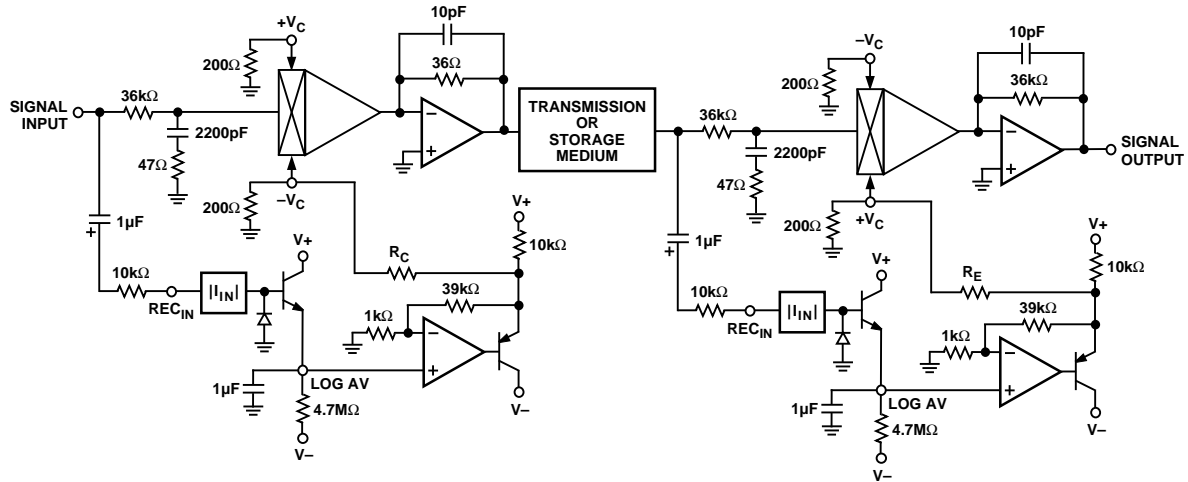 +VC
10pF
200Ω
36Ω
SIGNAL
INPUT
36kΩ
2200pF
47Ω
200Ω
−VC
1µF
+
−
+
TRANSMISSION
OR
STORAGE
MEDIUM
10kΩ
RECIN
|IIN|
V+
RC
V+
10kΩ
39kΩ
1kΩ
−
+
1µF
LOG AV
4.7MΩ
V−
V−
−VC
10pF
200Ω
36kΩ
36kΩ
2200pF
47Ω
200Ω
+VC
−
+
SIGNAL
OUTPUT
1µF
+
10kΩ
RECIN
|IIN|
V+
RE
V+
10kΩ
39kΩ
1kΩ
−
+
1µF
LOG AV
4.7MΩ
V−
V−